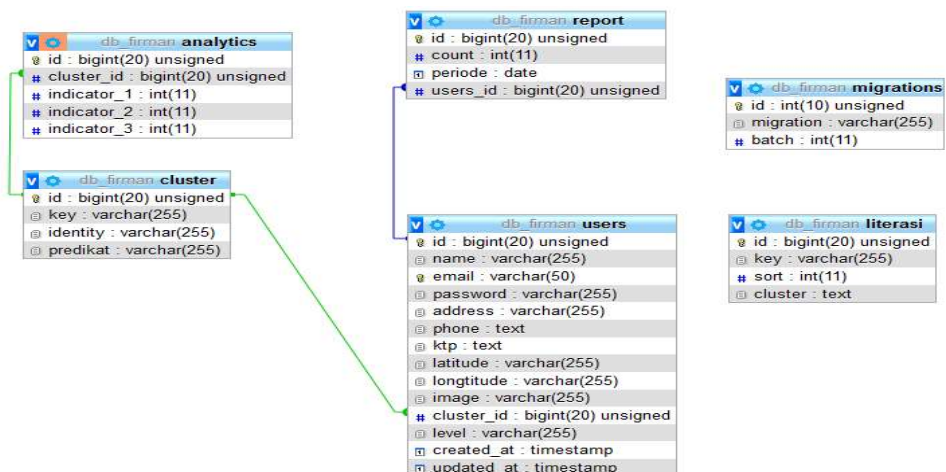 db_firman analytics
id : bigint(20) unsigned
cluster_id : bigint(20) unsigned
indicator_1 : int(11)
indicator_2 : int(11)
indicator_3 : int(11)
db_firman cluster
id : bigint(20) unsigned
key : varchar(255)
identity : varchar(255)
predikat : varchar(255)
db_firman report
id : bigint(20) unsigned
count : int(11)
periode : date
users_id : bigint(20) unsigned
db_firman users
id : bigint(20) unsigned
name : varchar(255)
email : varchar(50)
password : varchar(255)
address : varchar(255)
phone : text
ktp : text
latitude : varchar(255)
longtitude : varchar(255)
image : varchar(255)
cluster_id : bigint(20) unsigned
level : varchar(255)
created_at : timestamp
updated_at : timestamp
db_firman migrations
id : int(10) unsigned
migration : varchar(255)
batch : int(11)
db_firman literasi
id : bigint(20) unsigned
key : varchar(255)
sort : int(11)
cluster : text